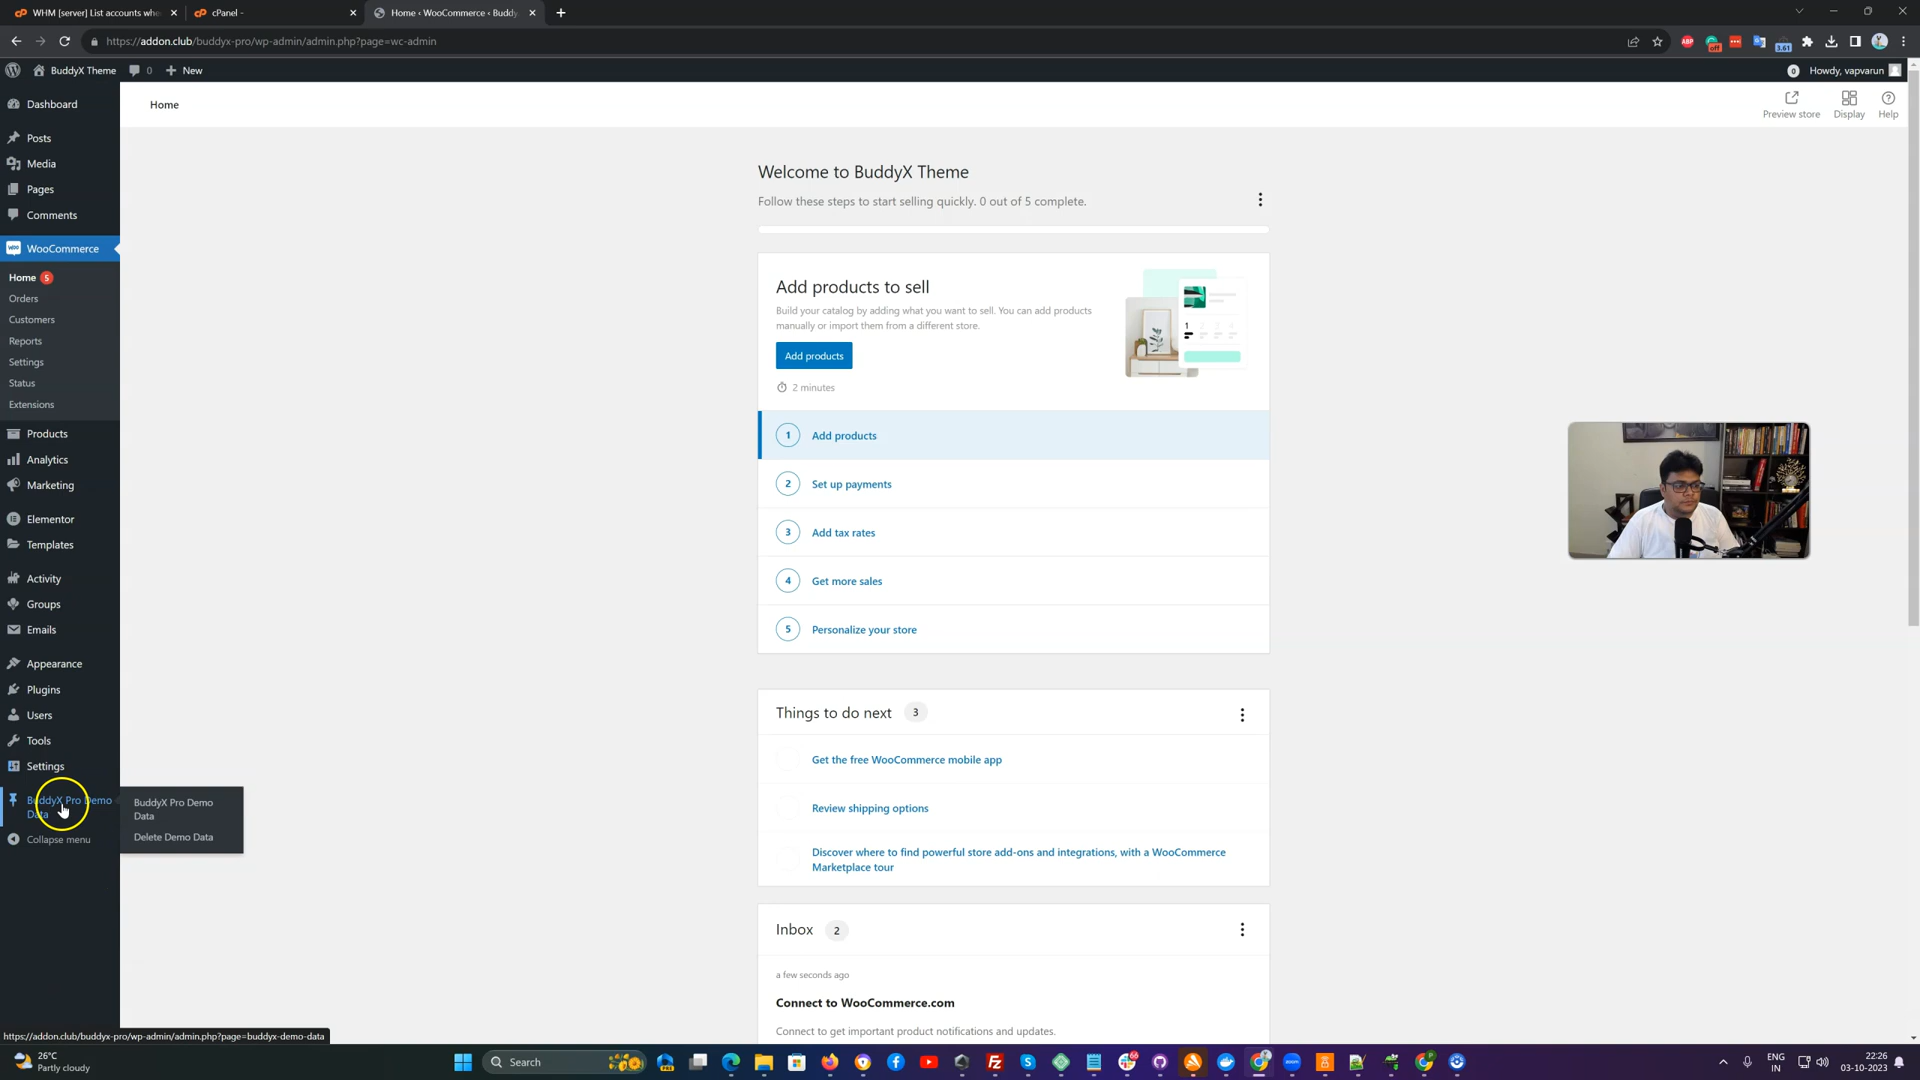 WHM [server] List accounts whe
cPanel -
Home ‹ WooCommerce ‹ Buddy
https://addon.club/buddyx-pro/wp-admin/admin.php?page=wc-admin
ABP
off
3.61
BuddyX Theme
0
New
0
Howdy, vapvarun
Dashboard
Posts
Media
Pages
Comments
WooCommerce
Home 5
Orders
Customers
Reports
Settings
Status
Extensions
Products
Analytics
Marketing
Elementor
Templates
Activity
Groups
Emails
Appearance
Plugins
Users
Tools
Settings
BuddyX Pro Demo
Data
Collapse menu
BuddyX Pro Demo
Data
Delete Demo Data
Home
Preview store
Display
Help
Welcome to BuddyX Theme
Follow these steps to start selling quickly. 0 out of 5 complete.
Add products to sell
Build your catalog by adding what you want to sell. You can add products
manually or import them from a different store.
Add products
2 minutes
1 Add products
2 Set up payments
3 Add tax rates
4 Get more sales
5 Personalize your store
Things to do next 3
Get the free WooCommerce mobile app
Review shipping options
Discover where to find powerful store add-ons and integrations, with a WooCommerce
Marketplace tour
Inbox 2
a few seconds ago
Connect to WooCommerce.com
Connect to get important product notifications and updates.
https://addon.club/buddyx-pro/wp-admin/admin.php?page=buddyx-demo-data
26°C
Partly cloudy
Search
ENG
IN
22:26
03-10-2023